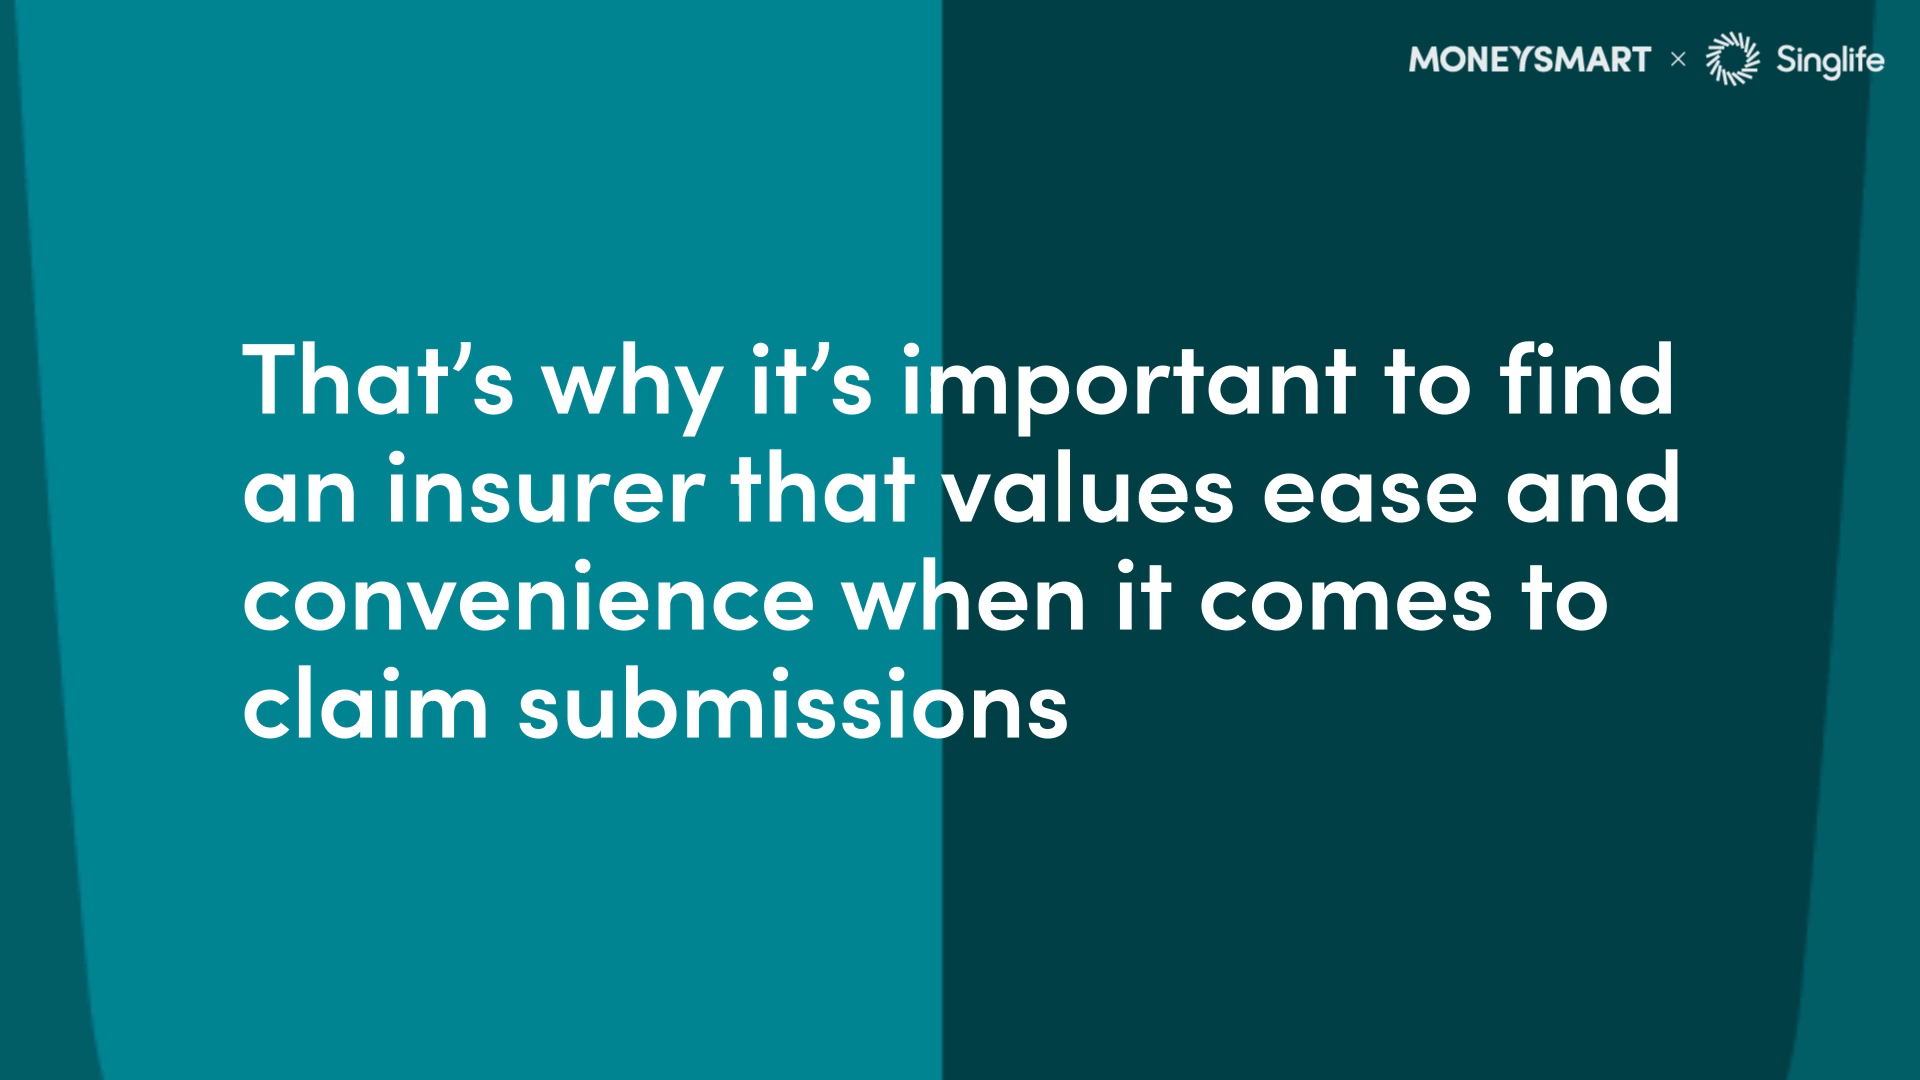 MONEYSMART × Singlife
That’s why it’s important to find
an insurer that values ease and
convenience when it comes to
claim submissions